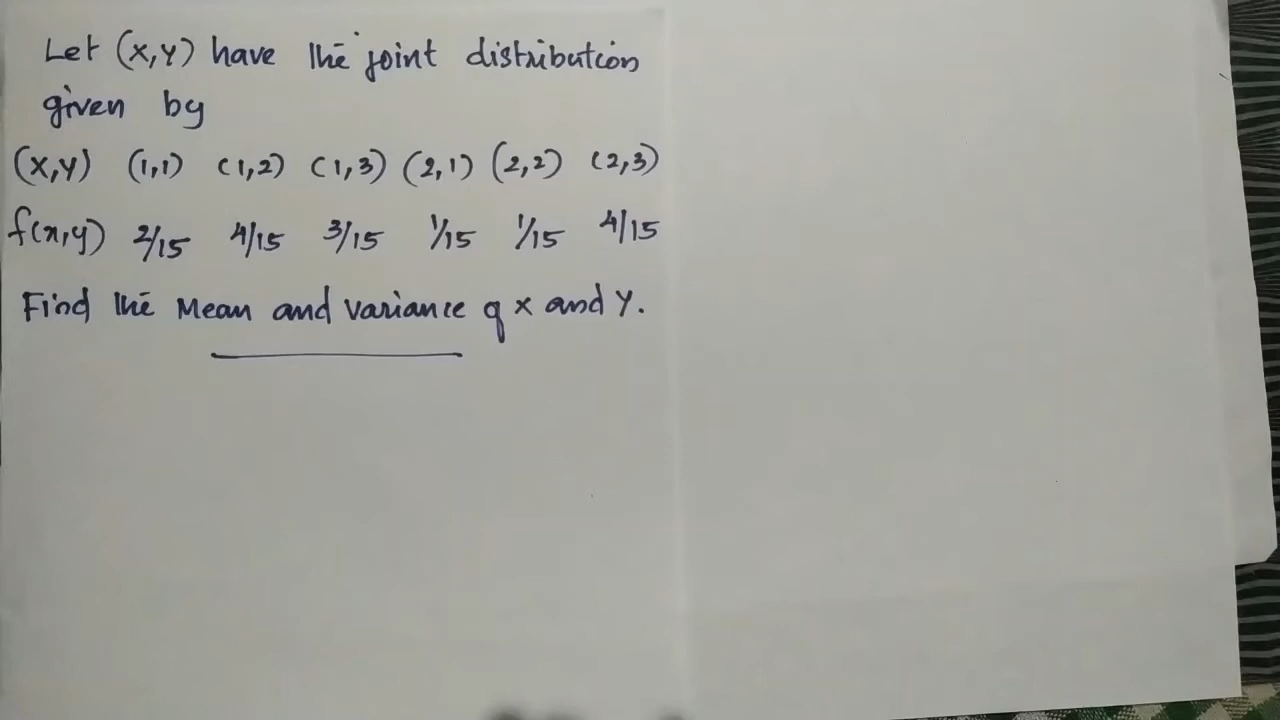 Let (X,Y) have the joint distribution
given by
(X,Y) (1,1) (1,2) (1,3) (2,1) (2,2) (2,3)
f(x,y) 2/15 4/15 3/15 1/15 1/15 4/15
Find the Mean and variance of X and Y.